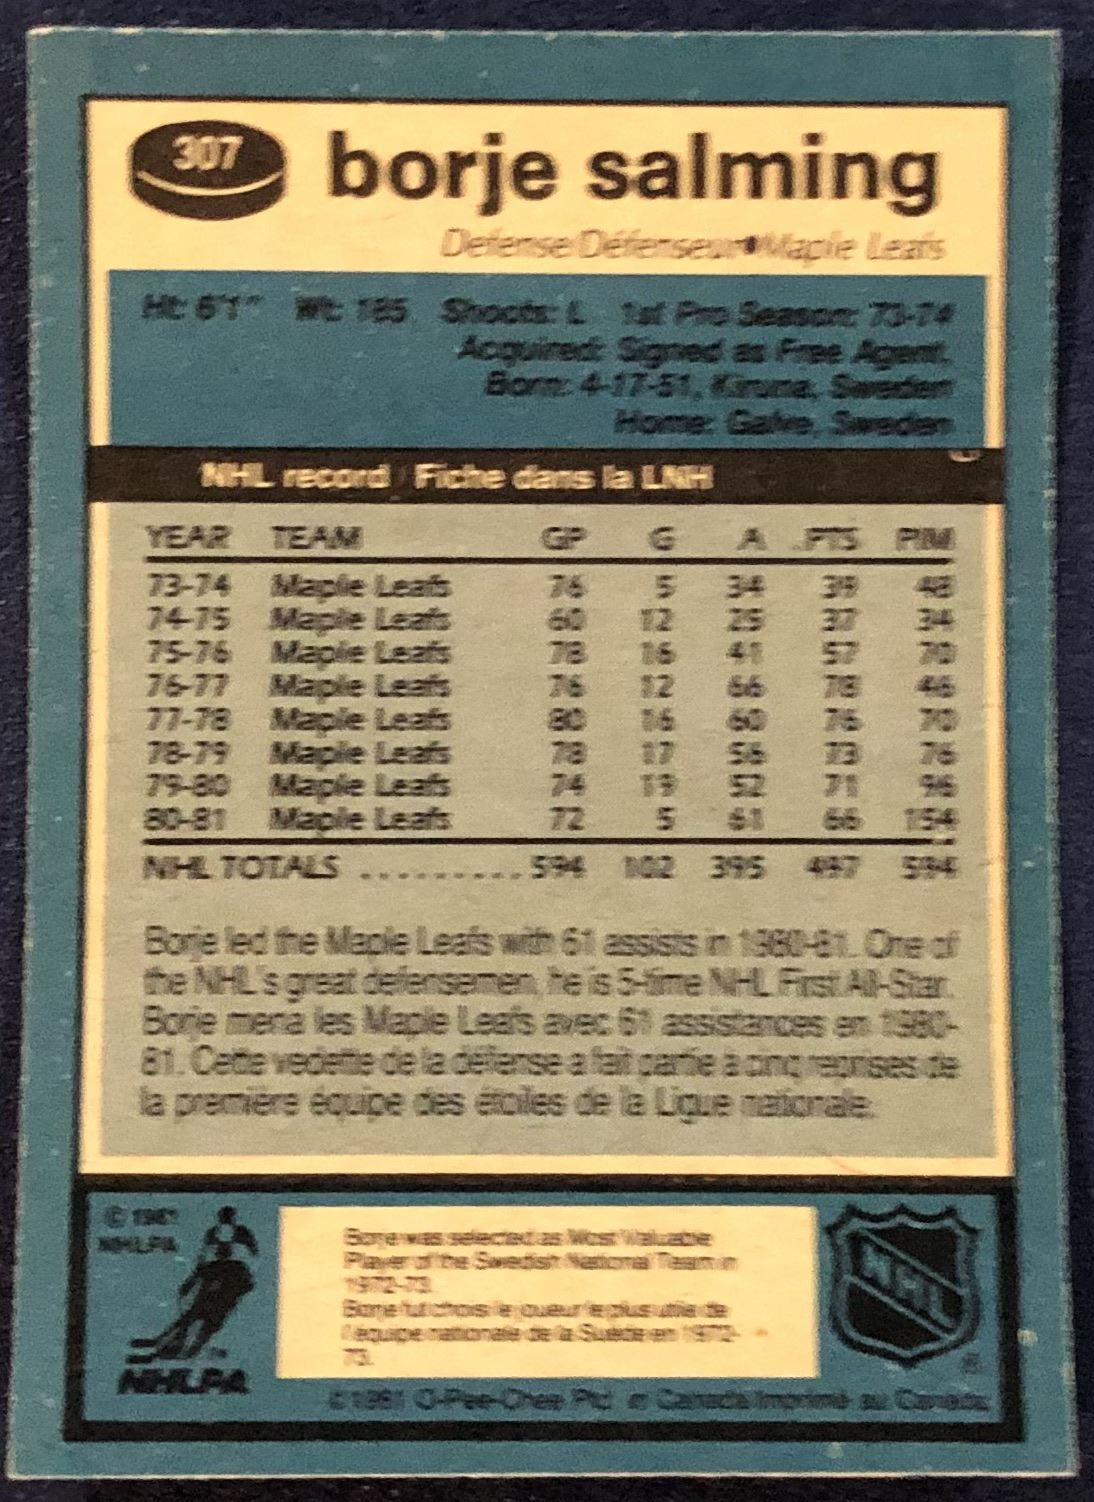 307
borje salming
Defense/Défenseur•Maple Leafs
Ht: 6'1" Wt: 185 Shoots: L 1st Pro Season: '73-74
Acquired: Signed as Free Agent.
Born: 4-17-51, Kiruna, Sweden
Home: Galve, Sweden
NHL record / Fiche dans la LNH
YEAR TEAM GP G A PTS PIM
73-74 Maple Leafs 76 5 34 39 48
74-75 Maple Leafs 60 12 25 37 34
75-76 Maple Leafs 78 16 41 57 70
76-77 Maple Leafs 76 12 66 78 46
77-78 Maple Leafs 80 16 60 76 70
78-79 Maple Leafs 78 17 56 73 76
79-80 Maple Leafs 74 19 52 71 96
80-81 Maple Leafs 72 5 61 66 154
NHL TOTALS .......... 594 102 395 497 594
Borje led the Maple Leafs with 61 assists in 1980-81. One of
the NHL's great defensemen, he is 5-time NHL First All-Star.
Borje mena les Maple Leafs avec 61 assistances en 1980-
81. Cette vedette de la défense a fait partie à cinq reprises de
la première équipe des étoiles de la Ligue nationale.
© 1981
NHLPA
Borje was selected as Most Valuable
Player of the Swedish National Team in
1972-73.
Borje fut choisi le joueur le plus utile de
l'équipe nationale de la Suède en 1972-
73.
NHL
®
NHLPA
©1981 O-Pee-Chee Ptd. in Canada/Imprimé au Canada.